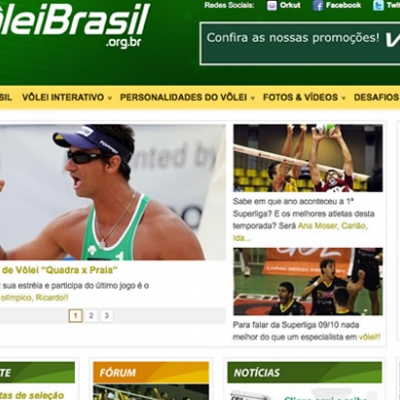 ôleiBrasil
.org.br
Redes Sociais: Orkut Facebook Twi
Confira as nossas promoções!
SIL VÔLEI INTERATIVO PERSONALIDADES DO VÔLEI FOTOS & VÍDEOS DESAFIOS
nted by
de Vôlei "Quadra x Praia"
sua estréia e participa do último jogo é o
olímpico, Ricardo!!
1 2 3
Sabe em que ano aconteceu a 1ª
Superliga? E os melhores atletas desta
temporada? Será Ana Moser, Carlão,
Ida...
Para falar da Superliga 09/10 nada
melhor do que um especialista em vôlei!!
TE
tas de seleção
FÓRUM
NOTÍCIAS